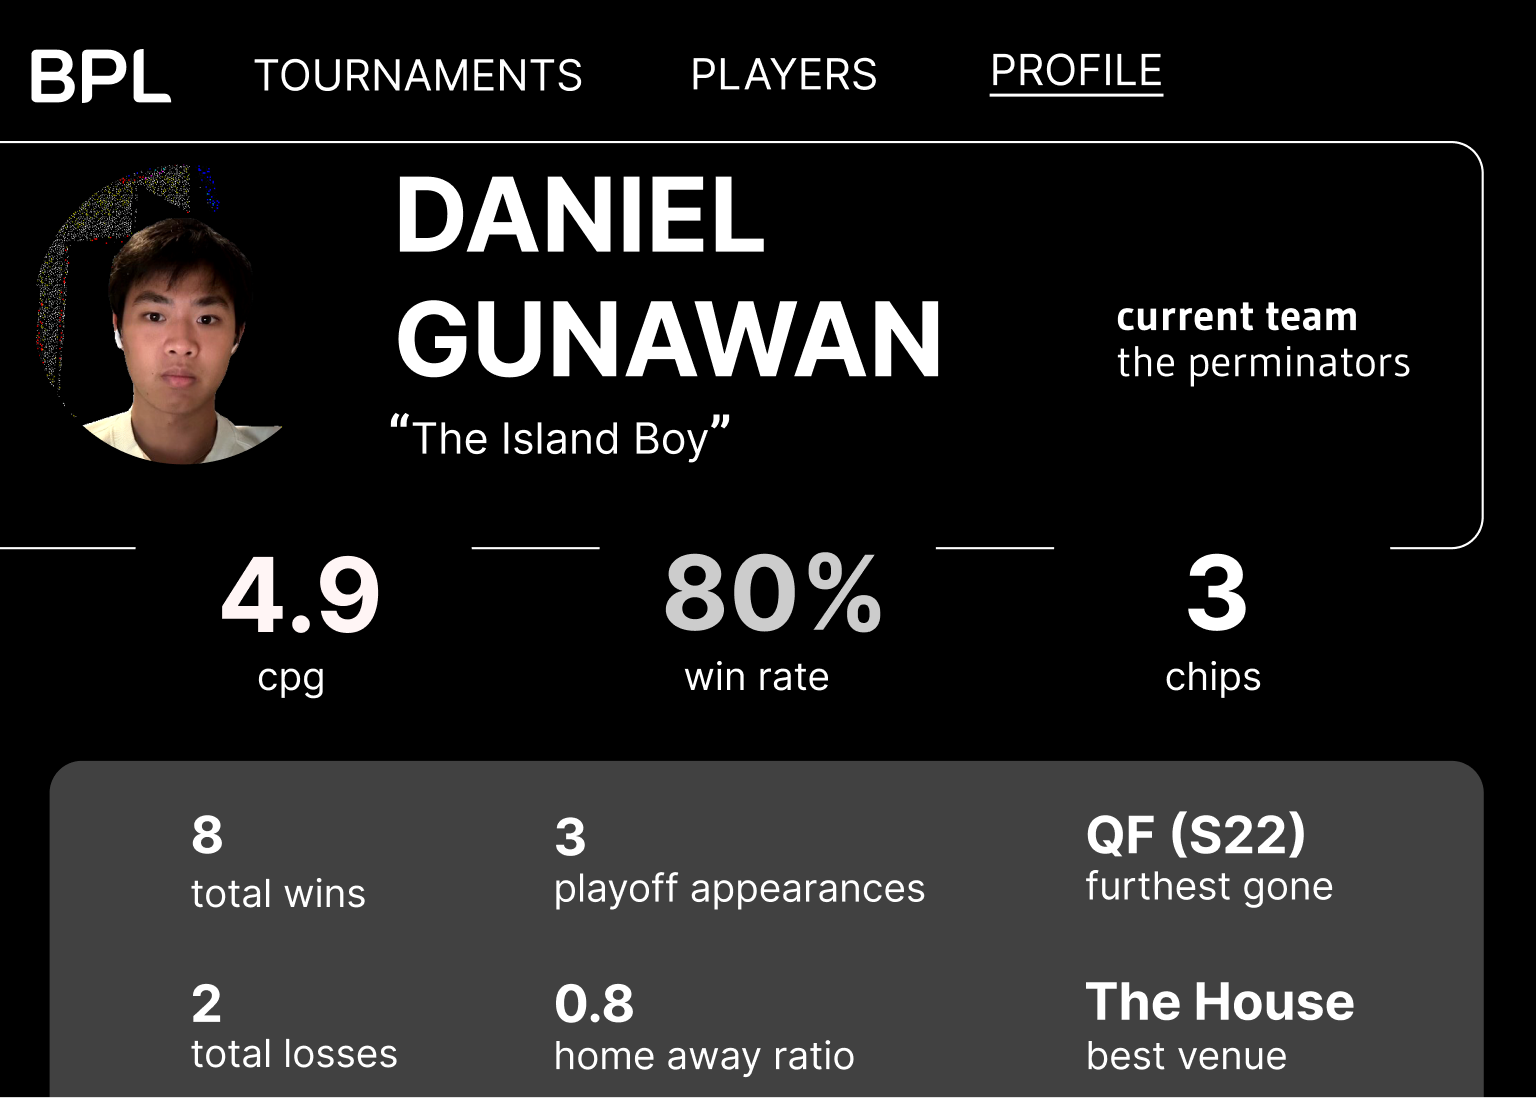 BPL TOURNAMENTS PLAYERS PROFILE
DANIEL
GUNAWAN
“The Island Boy”
current team
the perminators
4.9 80% 3
cpg win rate chips
8 3 QF (S22)
total wins playoff appearances furthest gone
2 0.8 The House
total losses home away ratio best venue